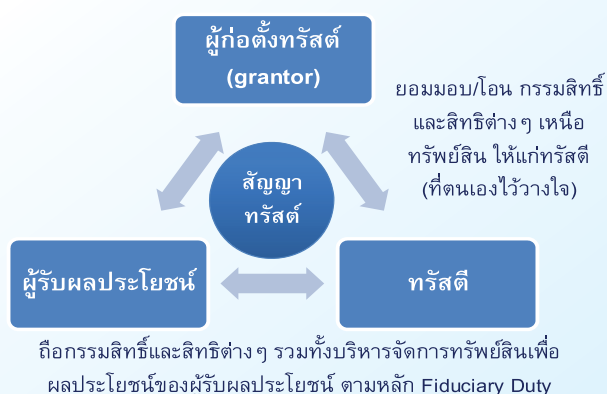 ผู้ก่อตั้งทรัสต์
(grantor)
ยอมมอบ/โอน กรรมสิทธิ์
และสิทธิต่างๆ เหนือ
ทรัพย์สิน ให้แก่ทรัสตี
(ที่ตนเองไว้วางใจ)
สัญญา
ทรัสต์
ผู้รับผลประโยชน์
ทรัสตี
ถือกรรมสิทธิ์และสิทธิต่างๆ รวมทั้งบริหารจัดการทรัพย์สินเพื่อ
ผลประโยชน์ของผู้รับผลประโยชน์ ตามหลัก Fiduciary Duty